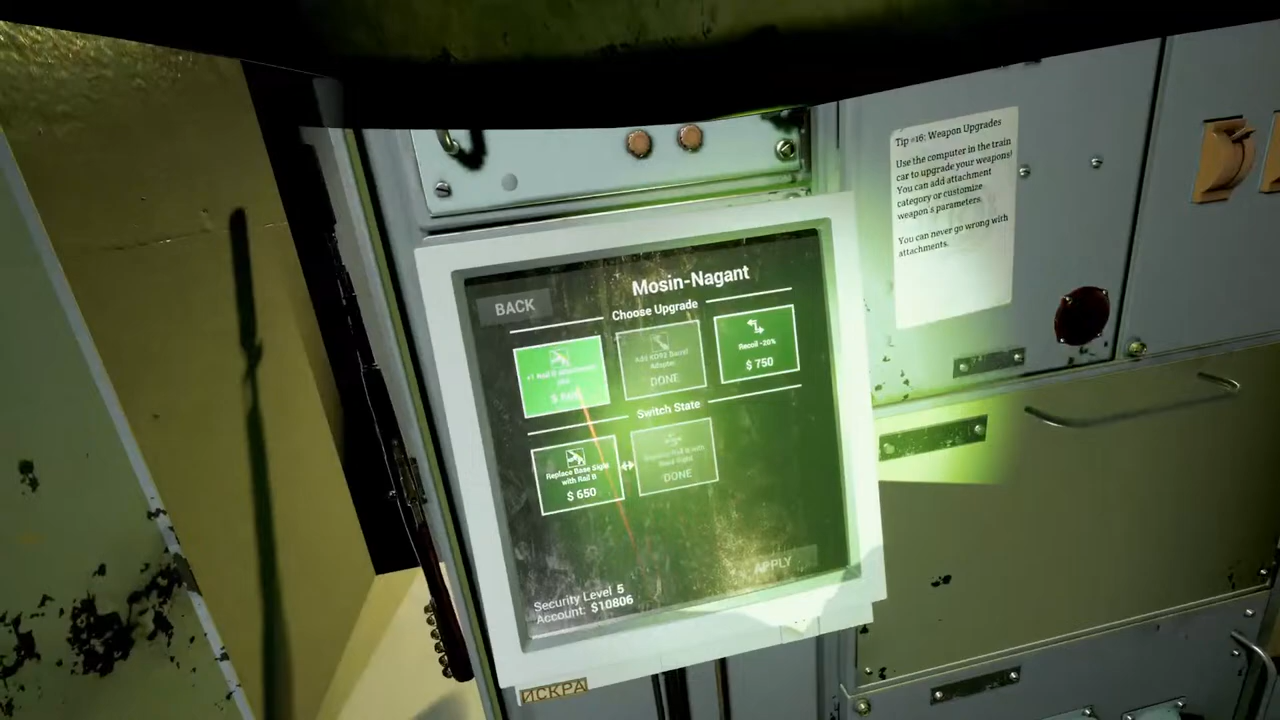 Tip #16: Weapon Upgrades
Use the computer in the train
car to upgrade your weapons!
You can add attachment
category or customize
weapon's parameters
You can never go wrong with
attachments.
BACK
Mosin-Nagant
Choose Upgrade
DONE
Recoil -20%
$ 750
Switch State
Replace Base Sight
with Rail B
$ 650
DONE
APPLY
Security Level 5
Account: $10806
ИСКРА